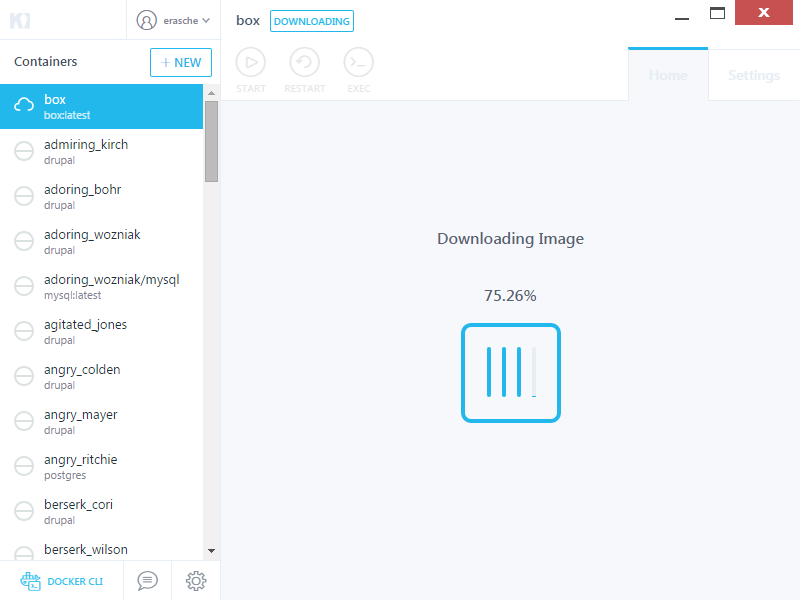 erasche
Containers
+ NEW
box
box:latest
admiring_kirch
drupal
adoring_bohr
drupal
adoring_wozniak
drupal
adoring_wozniak/mysql
mysql:latest
agitated_jones
drupal
angry_colden
drupal
angry_mayer
drupal
angry_ritchie
postgres
berserk_cori
drupal
berserk_wilson
DOCKER CLI
box DOWNLOADING
START RESTART EXEC
Home Settings
Downloading Image
75.26%